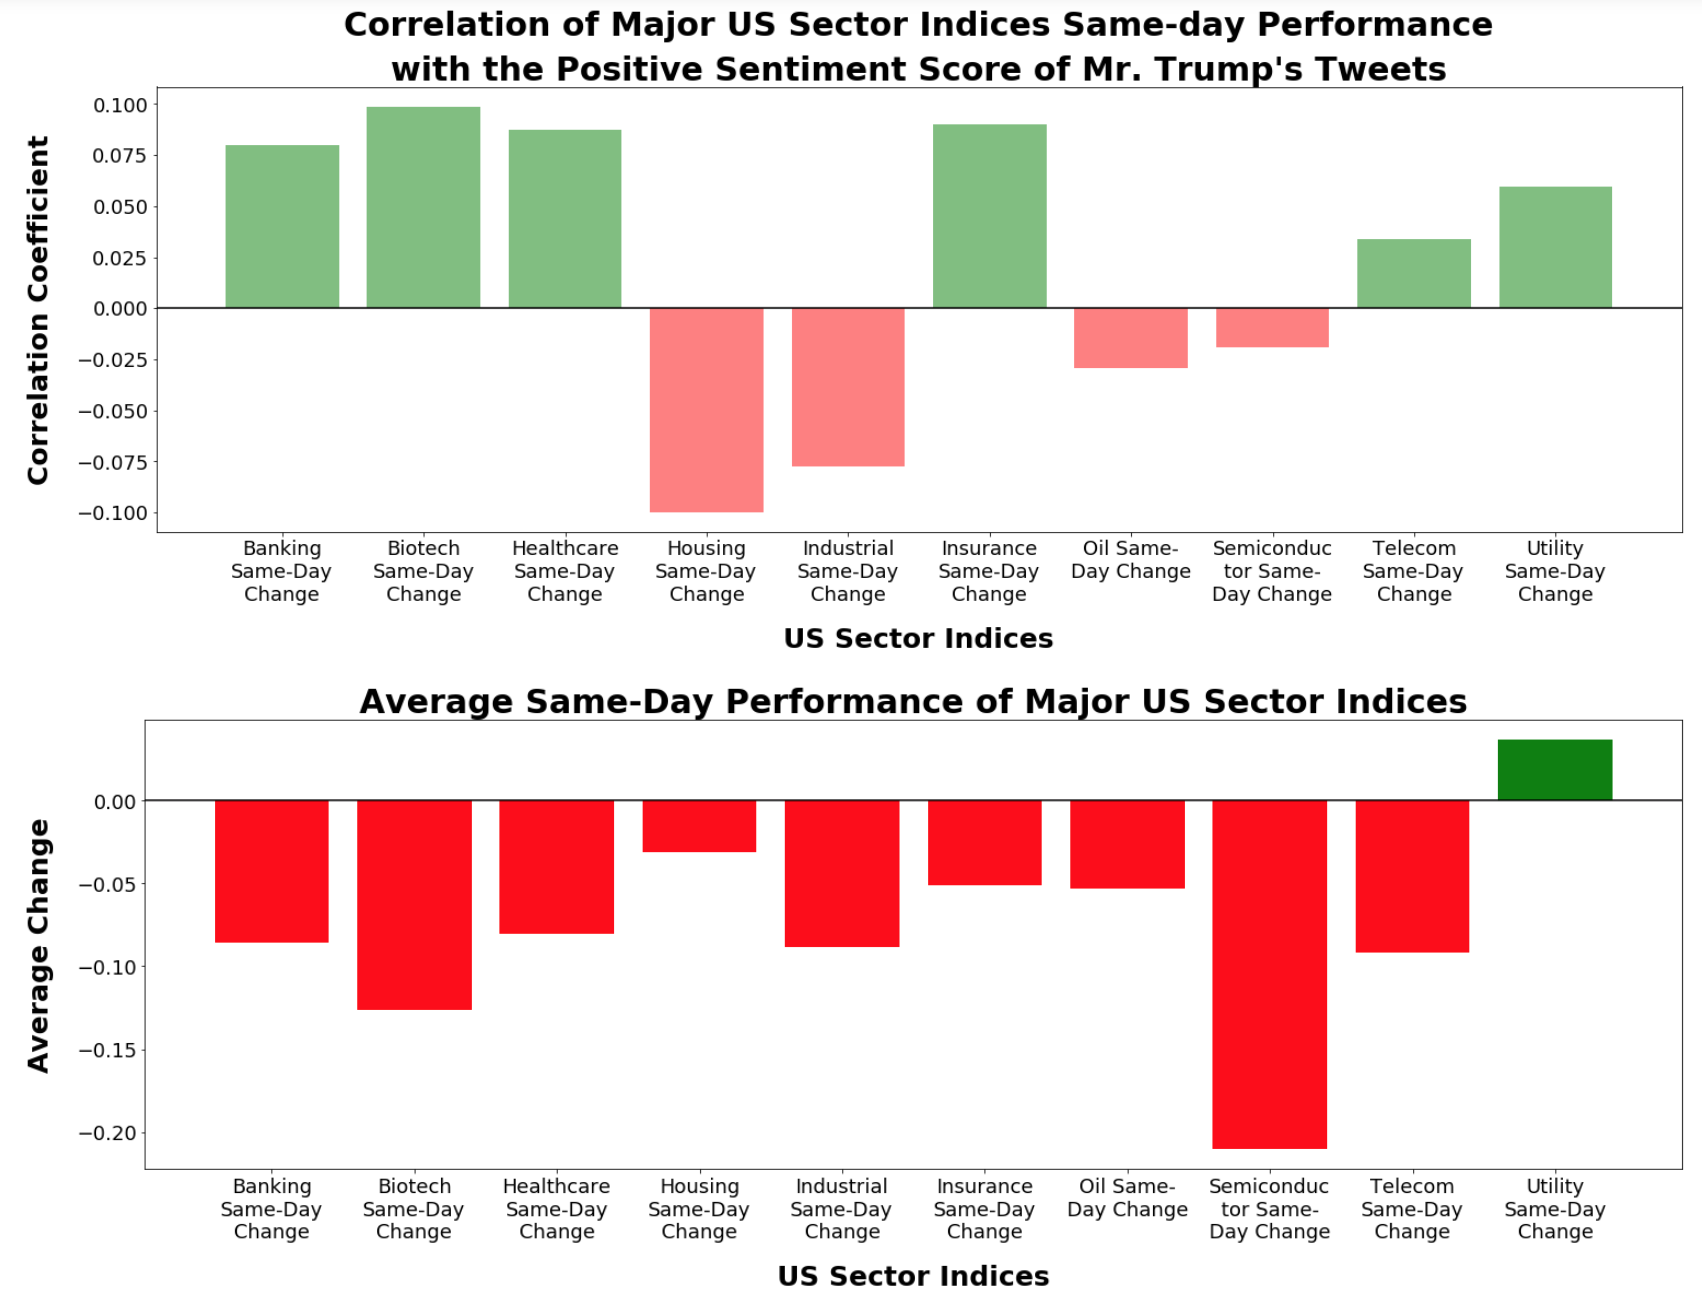 Correlation of Major US Sector Indices Same-day Performance
with the Positive Sentiment Score of Mr. Trump's Tweets
Correlation Coefficient
0.100
0.075
0.050
0.025
0.000
−0.025
−0.050
−0.075
−0.100
Banking
Same-Day
Change
Biotech
Same-Day
Change
Healthcare
Same-Day
Change
Housing
Same-Day
Change
Industrial
Same-Day
Change
Insurance
Same-Day
Change
Oil Same-
Day Change
Semiconduc
tor Same-
Day Change
Telecom
Same-Day
Change
Utility
Same-Day
Change
US Sector Indices
Average Same-Day Performance of Major US Sector Indices
Average Change
0.00
−0.05
−0.10
−0.15
−0.20
Banking
Same-Day
Change
Biotech
Same-Day
Change
Healthcare
Same-Day
Change
Housing
Same-Day
Change
Industrial
Same-Day
Change
Insurance
Same-Day
Change
Oil Same-
Day Change
Semiconduc
tor Same-
Day Change
Telecom
Same-Day
Change
Utility
Same-Day
Change
US Sector Indices